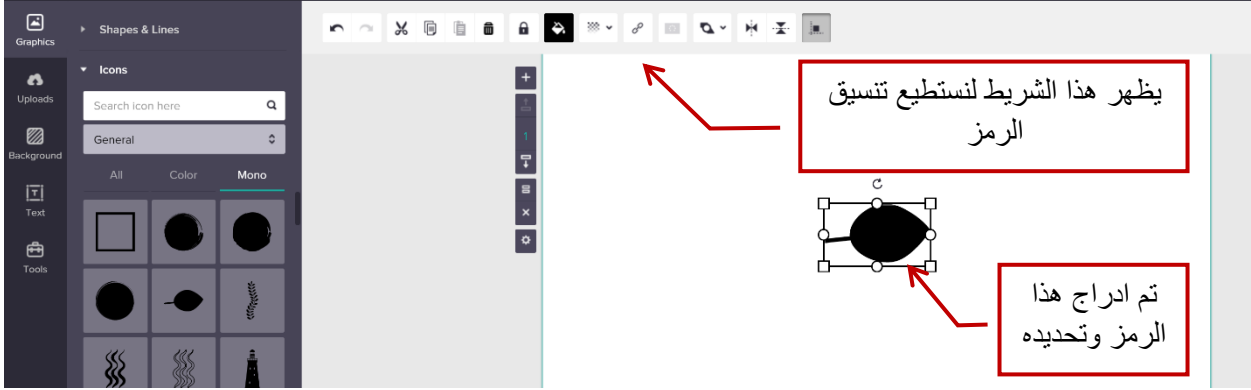 Graphics
Uploads
Background
Text
Tools
Shapes & Lines
Icons
Search icon here
General
All Color Mono
1
يظهر هذا الشريط لنستطيع تنسيق
الرمز
تم ادراج هذا
الرمز وتحديده